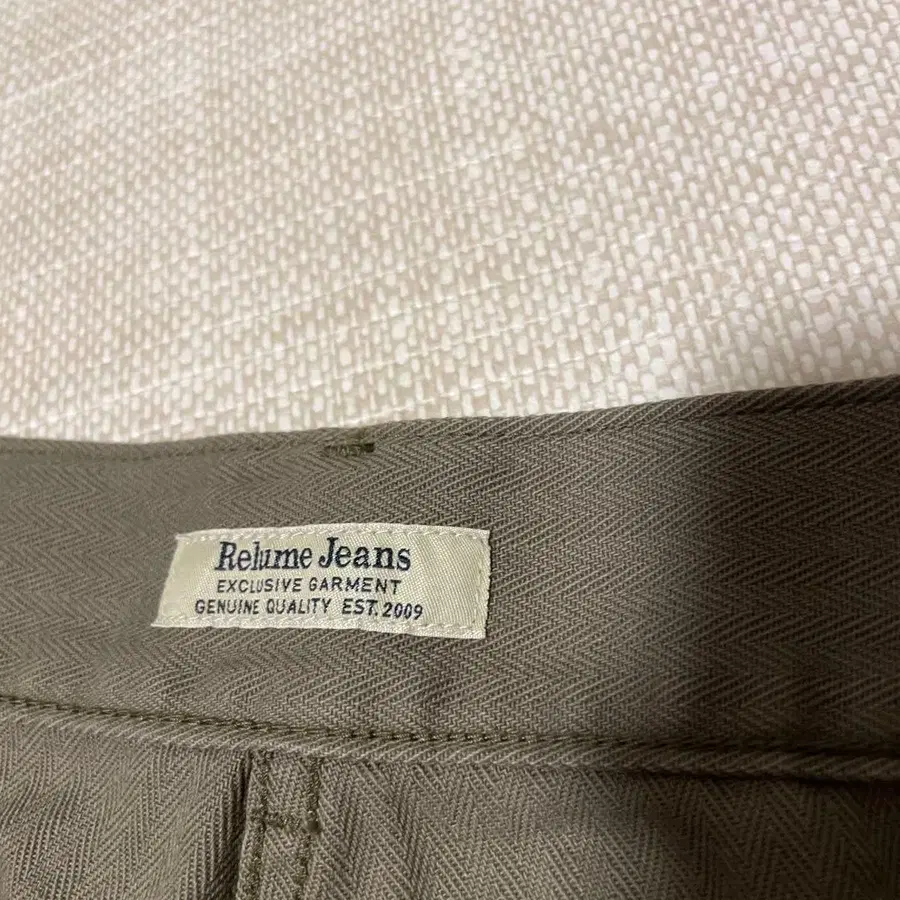 Relume Jeans
EXCLUSIVE GARMENT
GENUINE QUALITY EST. 2009